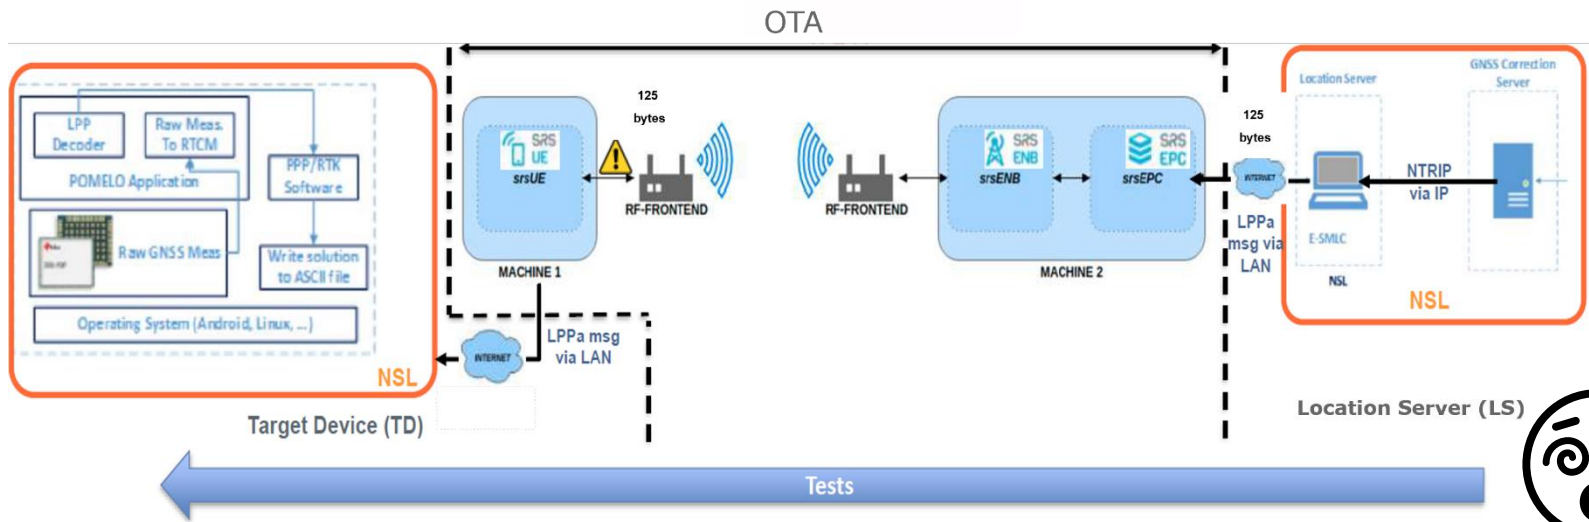 OTA
LPP
Decoder
Raw Meas.
To RTCM
POMELO Application
PPP/RTK
Software
Raw GNSS Meas
Write solution
to ASCII file
Operating System (Android, Linux, ...)
NSL
Target Device (TD)
SRS
UE
srsUE
MACHINE 1
125
bytes
RF-FRONTEND
INTERNET
LPPa msg
via LAN
RF-FRONTEND
SRS
ENB
srsENB
SRS
EPC
srsEPC
MACHINE 2
125
bytes
INTERNET
LPPa
msg via
LAN
Location Server
E-SMLC
NSL
NTRIP
via IP
GNSS Correction
Server
NSL
Location Server (LS)
Tests